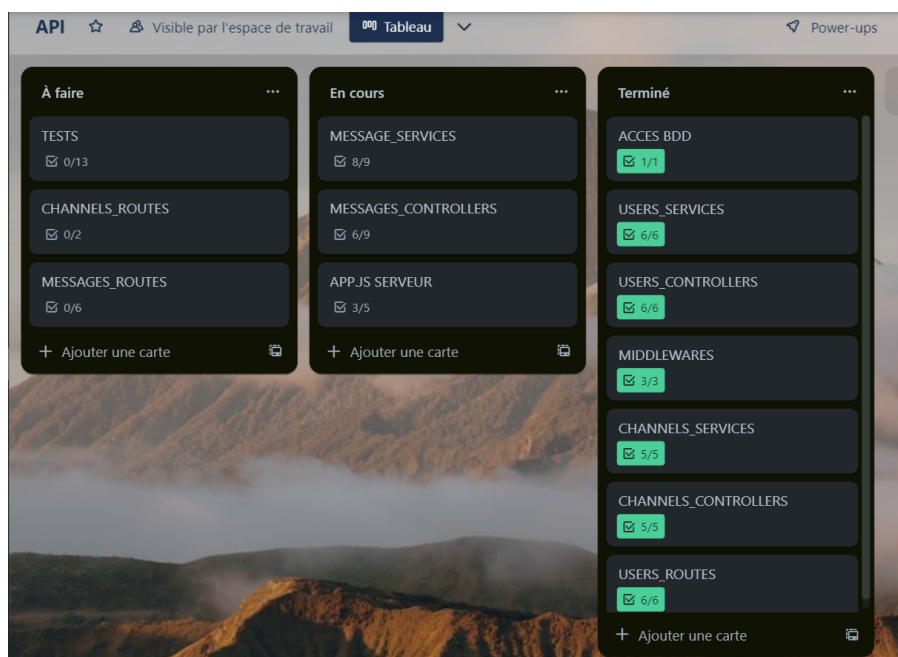 API Visible par l'espace de travail Tableau Power-ups
À faire
TESTS
0/13
CHANNELS_ROUTES
0/2
MESSAGES_ROUTES
0/6
+ Ajouter une carte
En cours
MESSAGE_SERVICES
8/9
MESSAGES_CONTROLLERS
6/9
APP.JS SERVEUR
3/5
+ Ajouter une carte
Terminé
ACCES BDD
1/1
USERS_SERVICES
6/6
USERS_CONTROLLERS
6/6
MIDDLEWARES
3/3
CHANNELS_SERVICES
5/5
CHANNELS_CONTROLLERS
5/5
USERS_ROUTES
6/6
+ Ajouter une carte